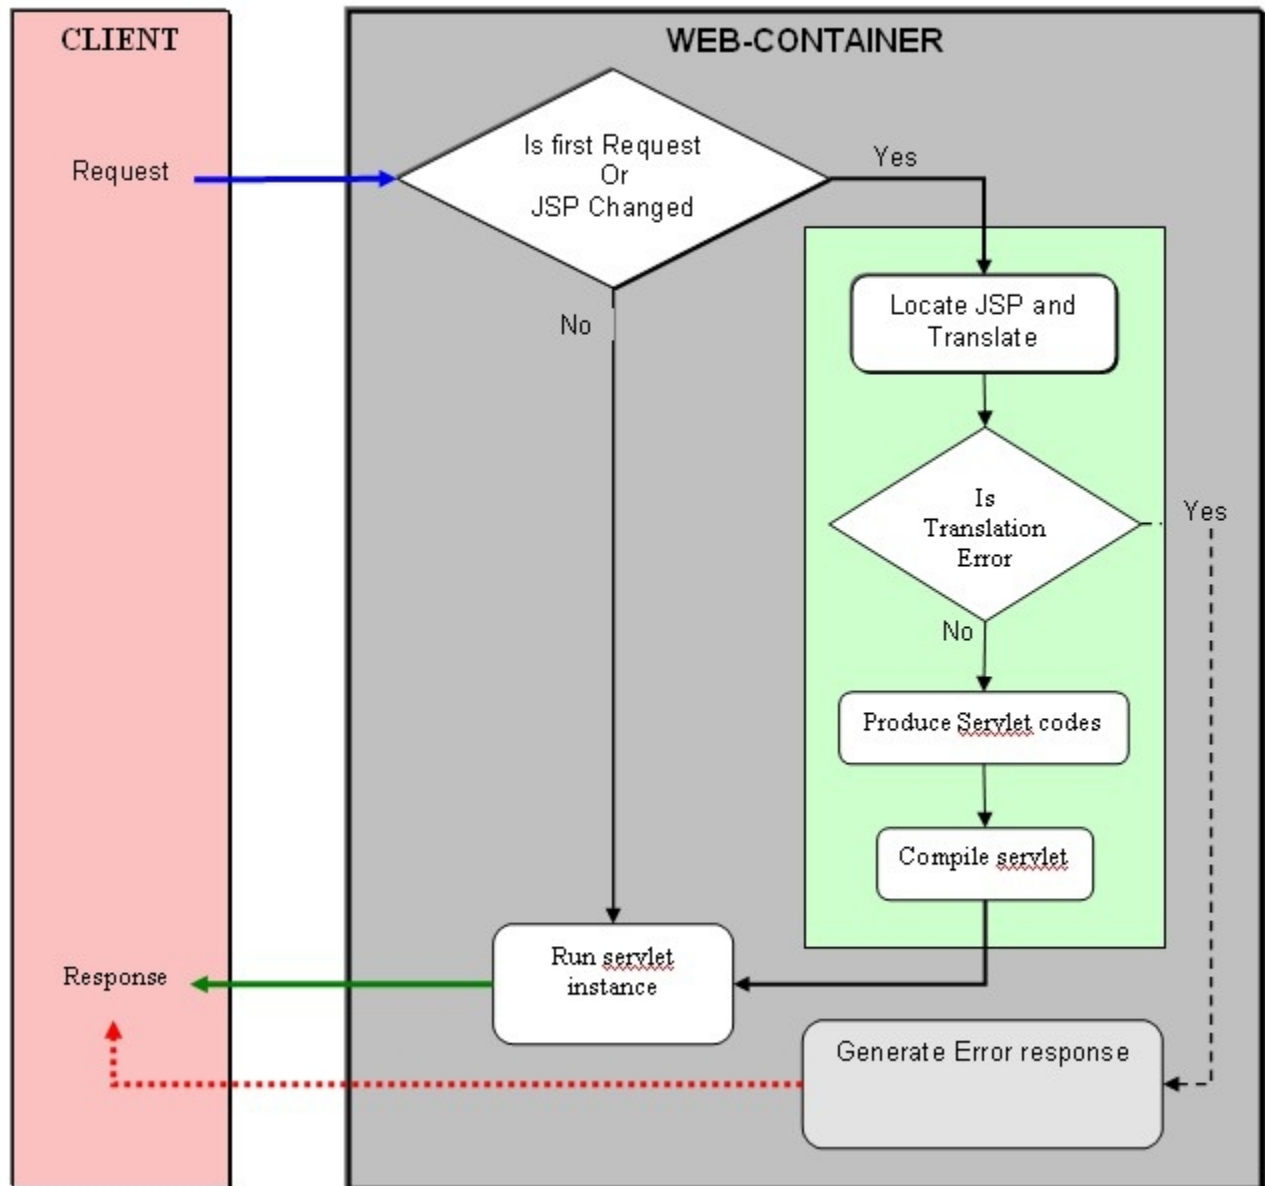 CLIENT
WEB-CONTAINER
Request
Is first Request
Or
JSP Changed
Yes
No
Locate JSP and
Translate
Is
Translation
Error
Yes
No
Produce Servlet codes
Compile servlet
Run servlet
instance
Response
Generate Error response